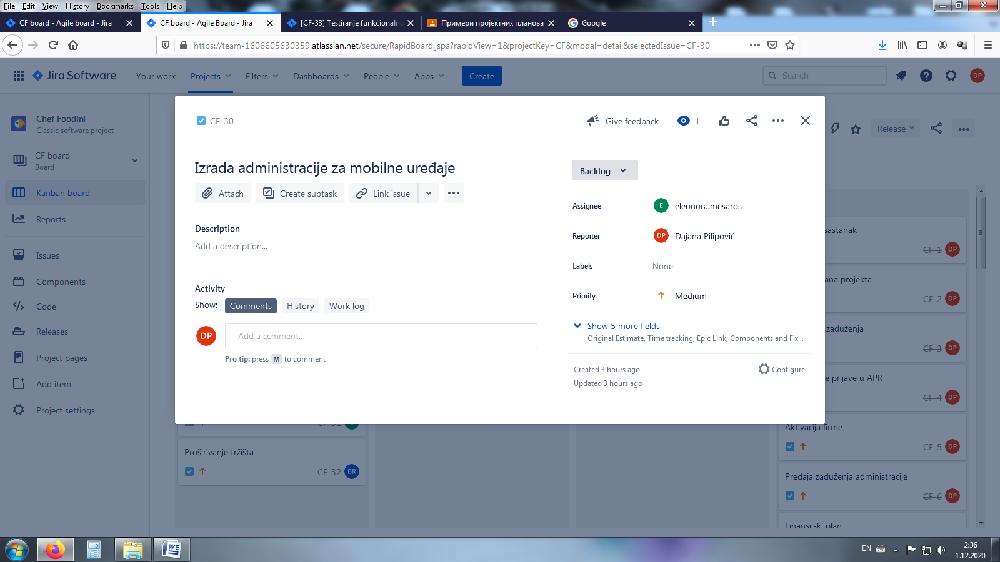 File Edit View History Bookmarks Tools Help
CF board - Agile board - Jira
CF board - Agile Board - Jira
[CF-33] Testiranje funkcionalno
Примери пројектних планова
Google
https://team-1606605630359.atlassian.net/secure/RapidBoard.jspa?rapidView=1&projectKey=CF&modal=detail&selectedIssue=CF-30
Jira Software
Your work
Projects
Filters
Dashboards
People
Apps
Create
Search
DP
Chef Foodini
Classic software project
CF board
Board
Kanban board
Reports
Issues
Components
Code
Releases
Project pages
Add item
Project settings
Release
CF-30
Give feedback
1
Izrada administracije za mobilne uređaje
Attach
Create subtask
Link issue
Description
Add a description...
Activity
Show:
Comments
History
Work log
DP
Add a comment...
Pro tip: press M to comment
Backlog
Assignee
E
eleonora.mesaros
Reporter
DP
Dajana Pilipović
Labels
None
Priority
Medium
Show 5 more fields
Original Estimate, Time tracking, Epic Link, Components and Fix...
Created 3 hours ago
Configure
Updated 3 hours ago
CF-31
Proširivanje tržišta
CF-32
BR
sastanak
CF-1
DP
ana projekta
CF-2
DP
zaduženja
CF-3
DP
e prijave u APR
CF-4
DP
Aktivacija firme
CF-5
DP
Predaja zaduženja administracije
CF-6
DP
Finansijski plan
EN
2:36
1.12.2020